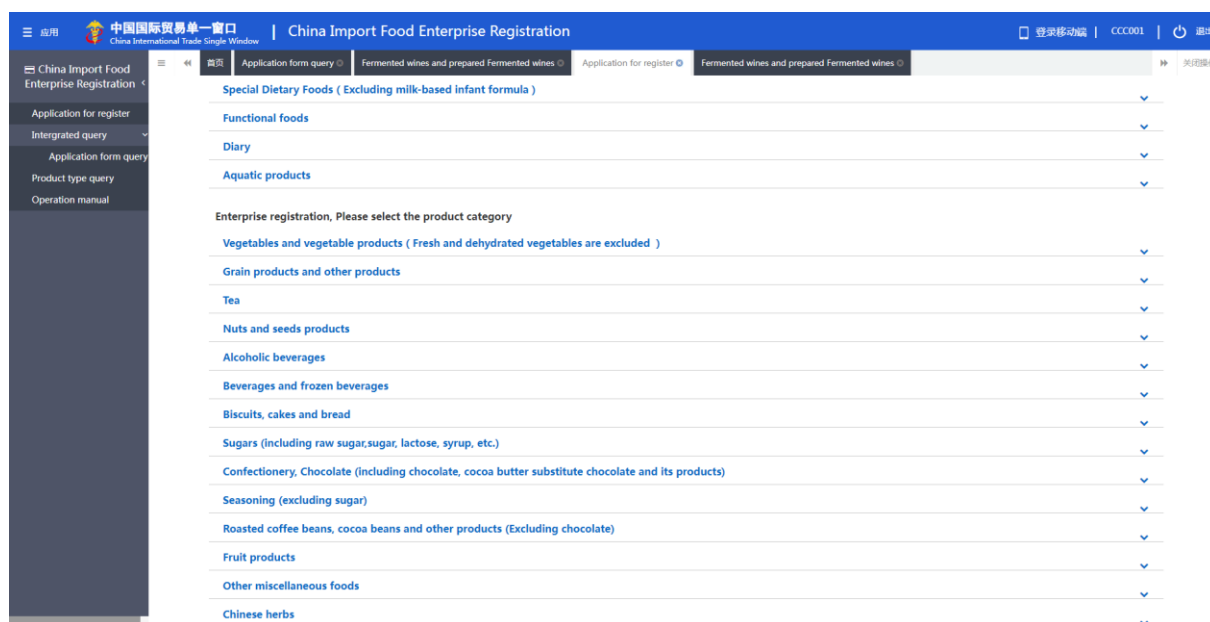 应用
中国国际贸易单一窗口
China International Trade Single Window
| China Import Food Enterprise Registration
登录移动端 | CCC001 |
China Import Food
Enterprise Registration
Application for register
Intergrated query
Application form query
Product type query
Operation manual
首页 Application form query Fermented wines and prepared Fermented wines Application for register Fermented wines and prepared Fermented wines
Special Dietary Foods ( Excluding milk-based infant formula )
Functional foods
Diary
Aquatic products
Enterprise registration, Please select the product category
Vegetables and vegetable products ( Fresh and dehydrated vegetables are excluded )
Grain products and other products
Tea
Nuts and seeds products
Alcoholic beverages
Beverages and frozen beverages
Biscuits, cakes and bread
Sugars (including raw sugar,sugar, lactose, syrup, etc.)
Confectionery, Chocolate (including chocolate, cocoa butter substitute chocolate and its products)
Seasoning (excluding sugar)
Roasted coffee beans, cocoa beans and other products (Excluding chocolate)
Fruit products
Other miscellaneous foods
Chinese herbs